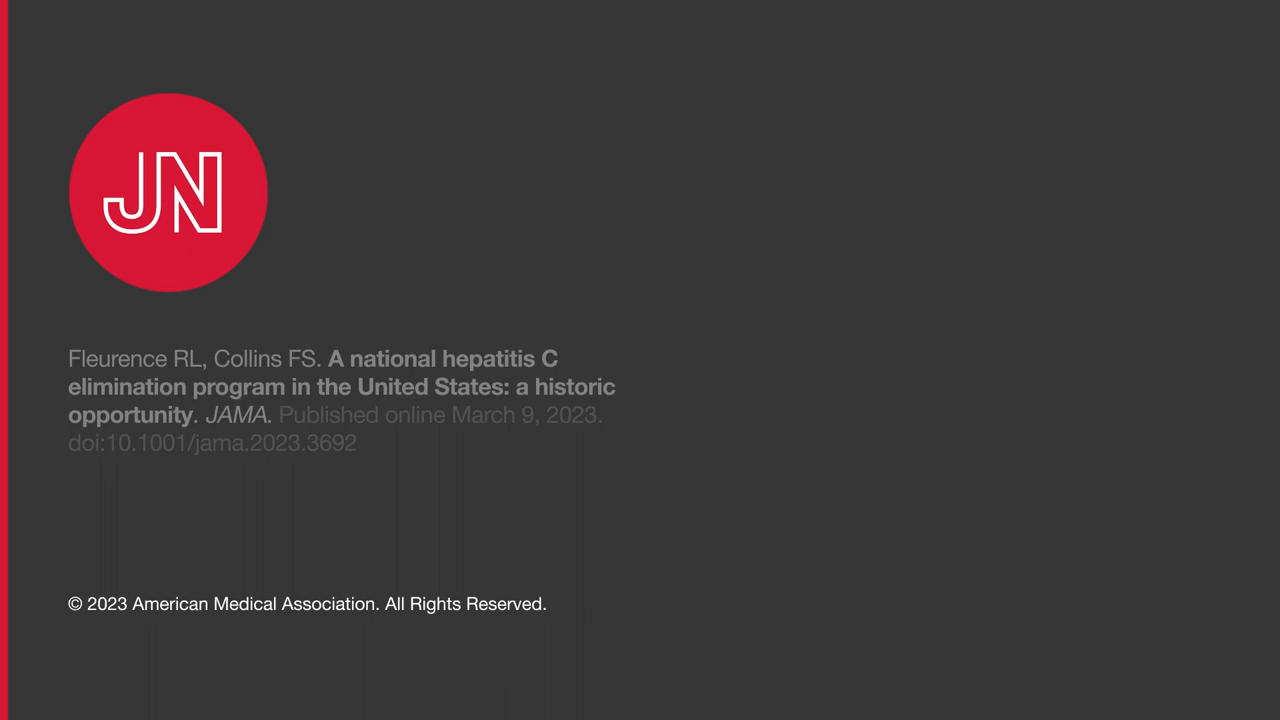 JN
Fleurence RL, Collins FS. A national hepatitis C
elimination program in the United States: a historic
opportunity. JAMA. Published online March 9, 2023.
doi:10.1001/jama.2023.3692
© 2023 American Medical Association. All Rights Reserved.